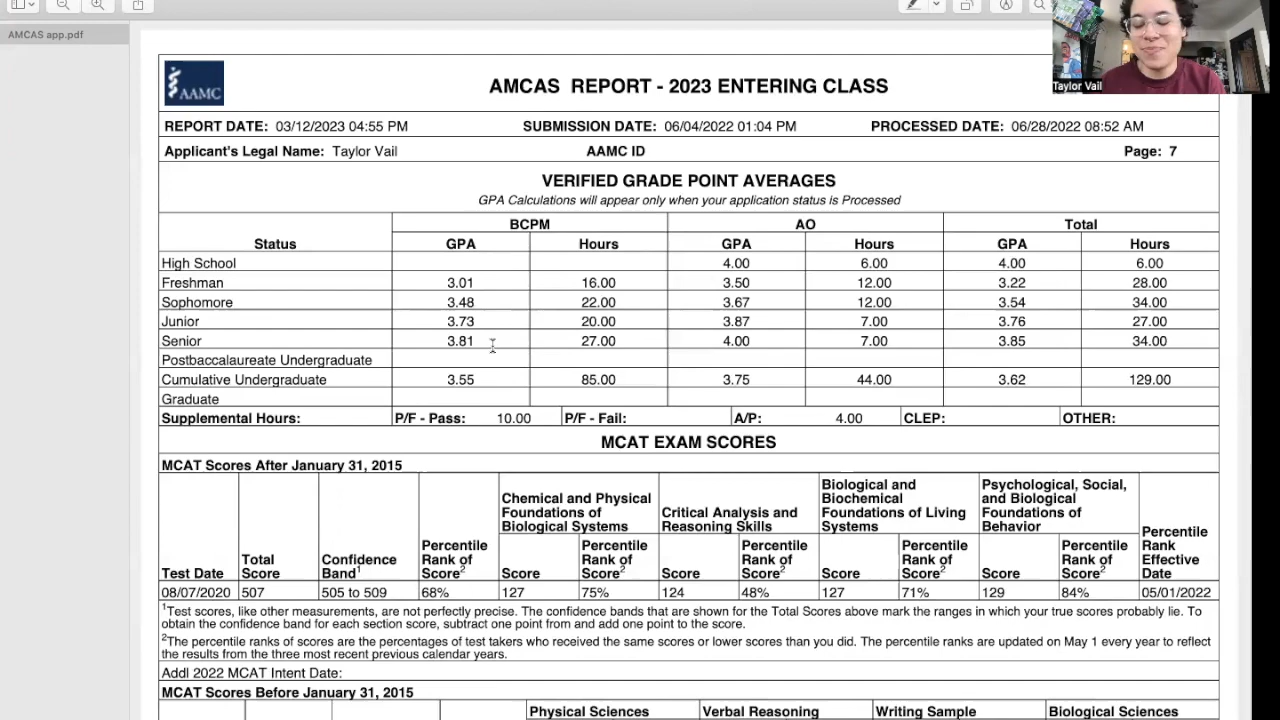 AMCAS app.pdf
Taylor Vail
AAMC
AMCAS REPORT - 2023 ENTERING CLASS
REPORT DATE: 03/12/2023 04:55 PM SUBMISSION DATE: 06/04/2022 01:04 PM PROCESSED DATE: 06/28/2022 08:52 AM
Applicant's Legal Name: Taylor Vail AAMC ID Page: 7
VERIFIED GRADE POINT AVERAGES
GPA Calculations will appear only when your application status is Processed
BCPM AO Total
Status GPA Hours GPA Hours GPA Hours
High School 4.00 6.00 4.00 6.00
Freshman 3.01 16.00 3.50 12.00 3.22 28.00
Sophomore 3.48 22.00 3.67 12.00 3.54 34.00
Junior 3.73 20.00 3.87 7.00 3.76 27.00
Senior 3.81 27.00 4.00 7.00 3.85 34.00
Postbaccalaureate Undergraduate
Cumulative Undergraduate 3.55 85.00 3.75 44.00 3.62 129.00
Graduate
Supplemental Hours: P/F - Pass: 10.00 P/F - Fail: A/P: 4.00 CLEP: OTHER:
MCAT EXAM SCORES
MCAT Scores After January 31, 2015
Test Date
Total
Score
Confidence
Band1
Percentile
Rank of
Score2
Chemical and Physical
Foundations of
Biological Systems
Score
Percentile
Rank of
Score2
Critical Analysis and
Reasoning Skills
Score
Percentile
Rank of
Score2
Biological and
Biochemical
Foundations of Living
Systems
Score
Percentile
Rank of
Score2
Psychological, Social,
and Biological
Foundations of
Behavior
Score
Percentile
Rank of
Score2
Percentile
Rank
Effective
Date
08/07/2020 507 505 to 509 68% 127 75% 124 48% 127 71% 129 84% 05/01/2022
1Test scores, like other measurements, are not perfectly precise. The confidence bands that are shown for the Total Scores above mark the ranges in which your true scores probably lie. To
obtain the confidence band for each section score, subtract one point from and add one point to the score.
2The percentile ranks of scores are the percentages of test takers who received the same scores or lower scores than you did. The percentile ranks are updated on May 1 every year to reflect
the results from the three most recent previous calendar years.
Addl 2022 MCAT Intent Date:
MCAT Scores Before January 31, 2015
Physical Sciences Verbal Reasoning Writing Sample Biological Sciences